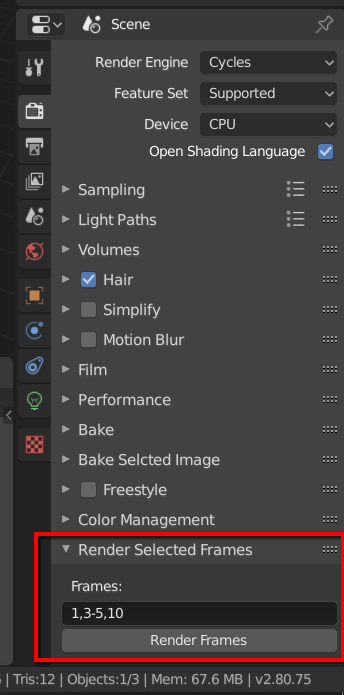 Scene
Render Engine Cycles
Feature Set Supported
Device CPU
Open Shading Language
Sampling
Light Paths
Volumes
Hair
Simplify
Motion Blur
Film
Performance
Bake
Bake Selcted Image
Freestyle
Color Management
Render Selected Frames
Frames:
1,3-5,10
Render Frames
| Tris:12 | Objects:1/3 | Mem: 67.6 MB | v2.80.75